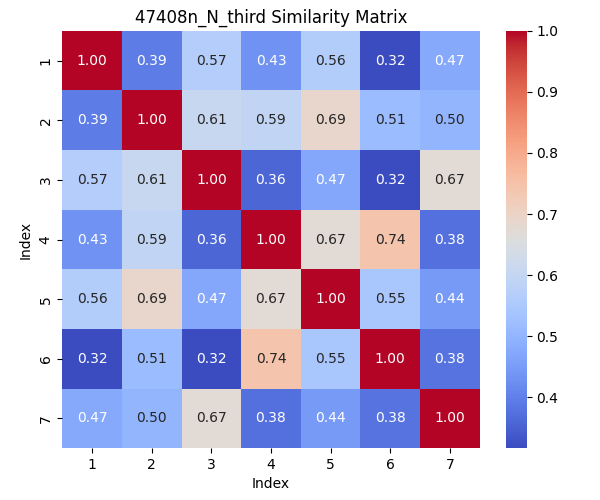 47408n_N_third Similarity Matrix
1 1.00 0.39 0.57 0.43 0.56 0.32 0.47
2 0.39 1.00 0.61 0.59 0.69 0.51 0.50
3 0.57 0.61 1.00 0.36 0.47 0.32 0.67
4 0.43 0.59 0.36 1.00 0.67 0.74 0.38
5 0.56 0.69 0.47 0.67 1.00 0.55 0.44
6 0.32 0.51 0.32 0.74 0.55 1.00 0.38
7 0.47 0.50 0.67 0.38 0.44 0.38 1.00
1 2 3 4 5 6 7
Index
Index
1.0
0.9
0.8
0.7
0.6
0.5
0.4